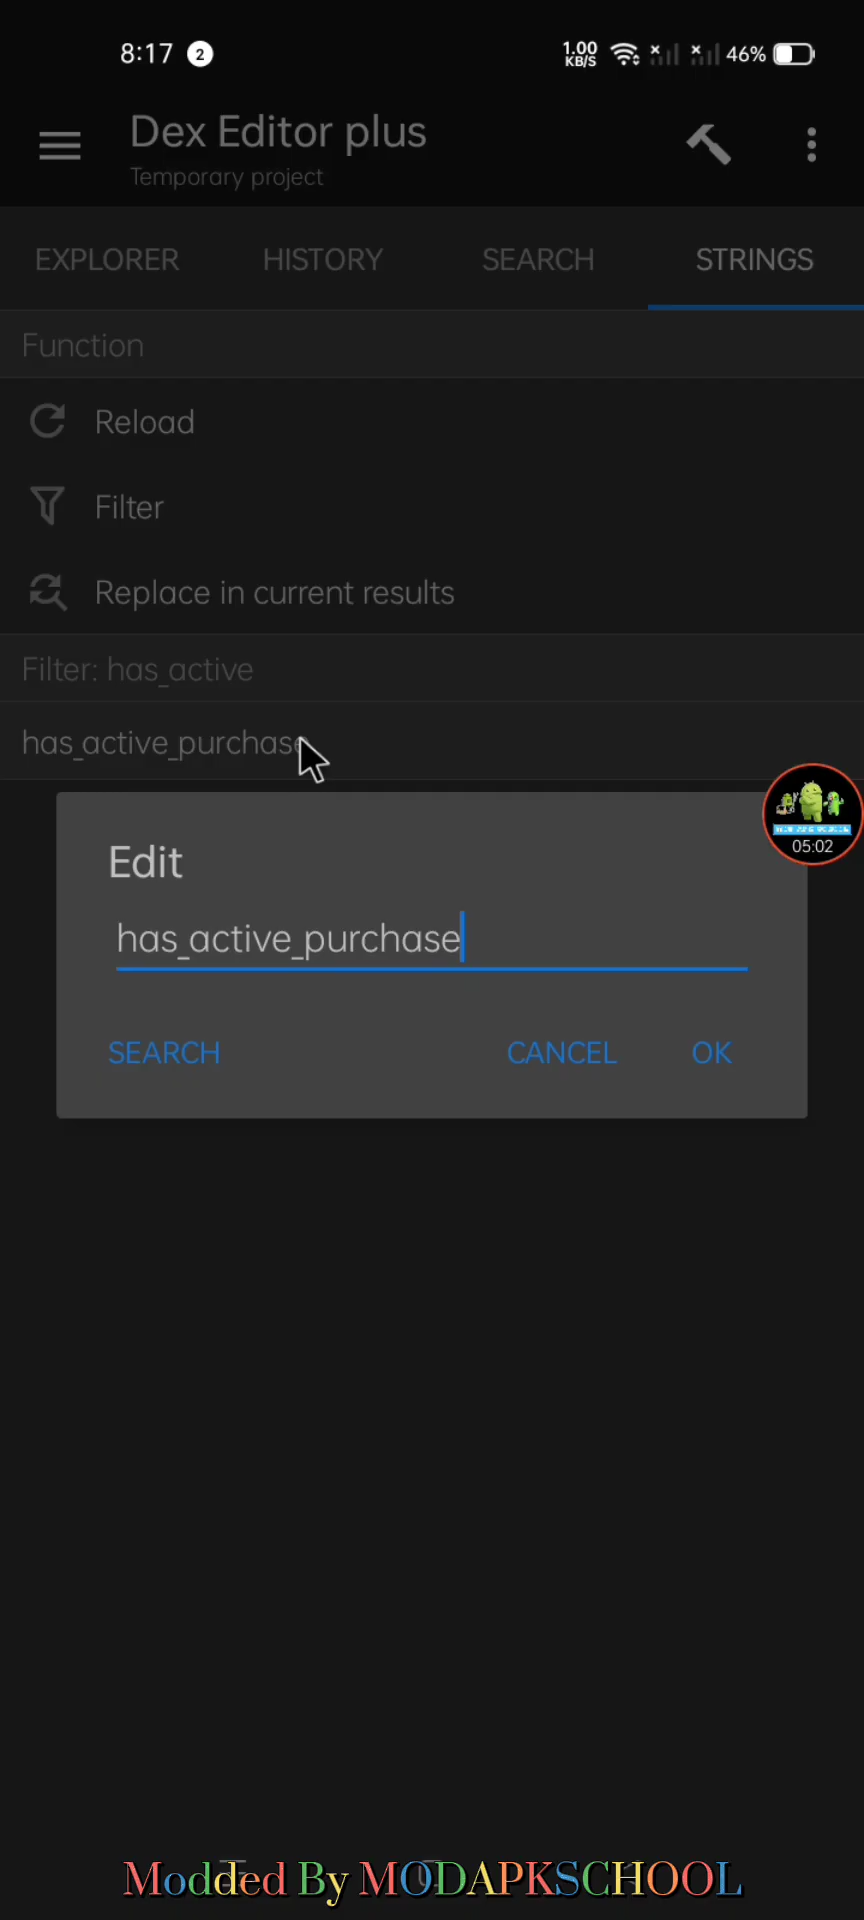 8:17 2 1.00 KB/S 46%
Dex Editor plus
Temporary project
EXPLORER HISTORY SEARCH STRINGS
Function
Reload
Filter
Replace in current results
Filter: has_active
has_active_purchase
05:02
Edit
has_active_purchase
SEARCH CANCEL OK
Modded By MODAPKSCHOOL